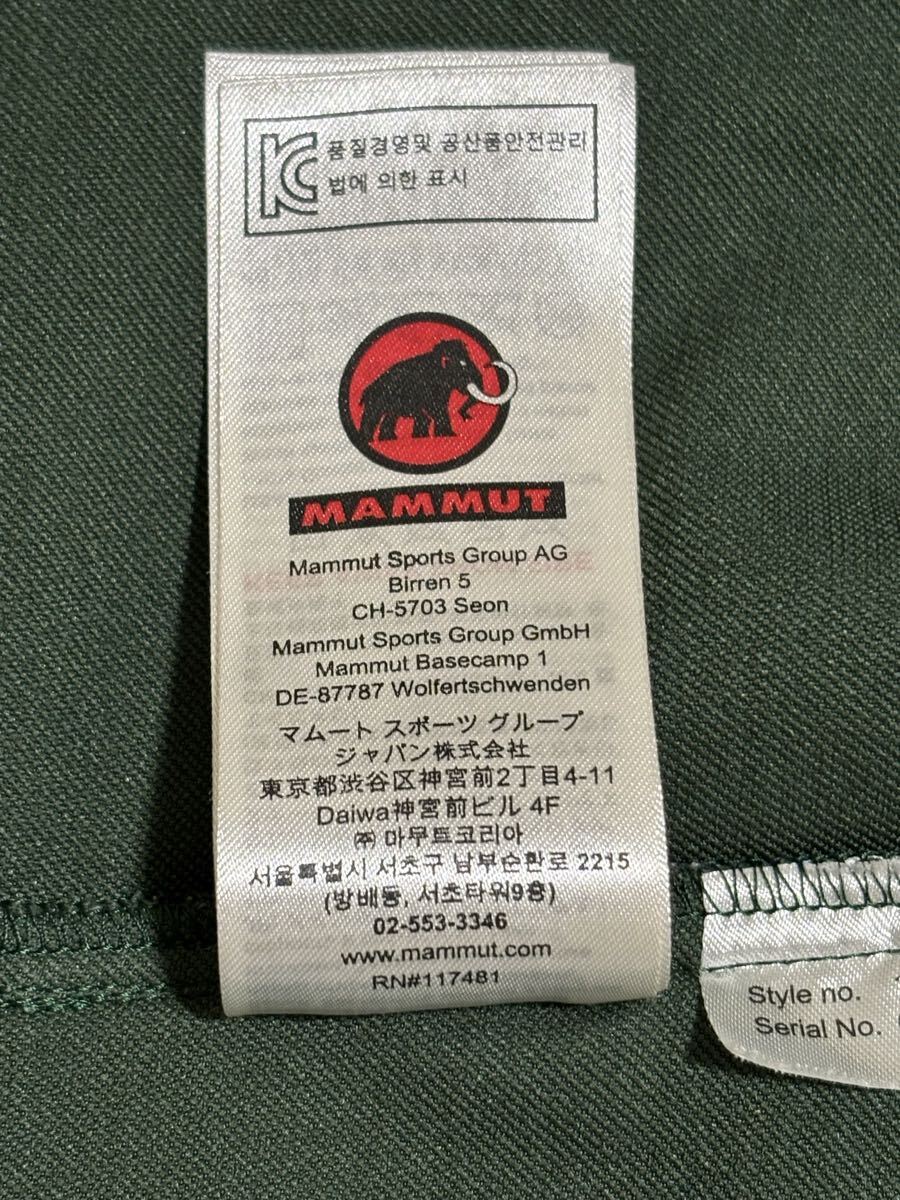 KC 품질경영및 공산품안전관리
법에 의한 표시
MAMMUT
Mammut Sports Group AG
Birren 5
CH-5703 Seon
Mammut Sports Group GmbH
Mammut Basecamp 1
DE-87787 Wolfertschwenden
マムート スポーツ グループ
ジャパン株式会社
東京都渋谷区神宮前2丁目4-11
Daiwa神宮前ビル 4F
㈜ 마무트코리아
서울특별시 서초구 남부순환로 2215
(방배동, 서초타워9층)
02-553-3346
www.mammut.com
RN#117481
Style no.
Serial No.